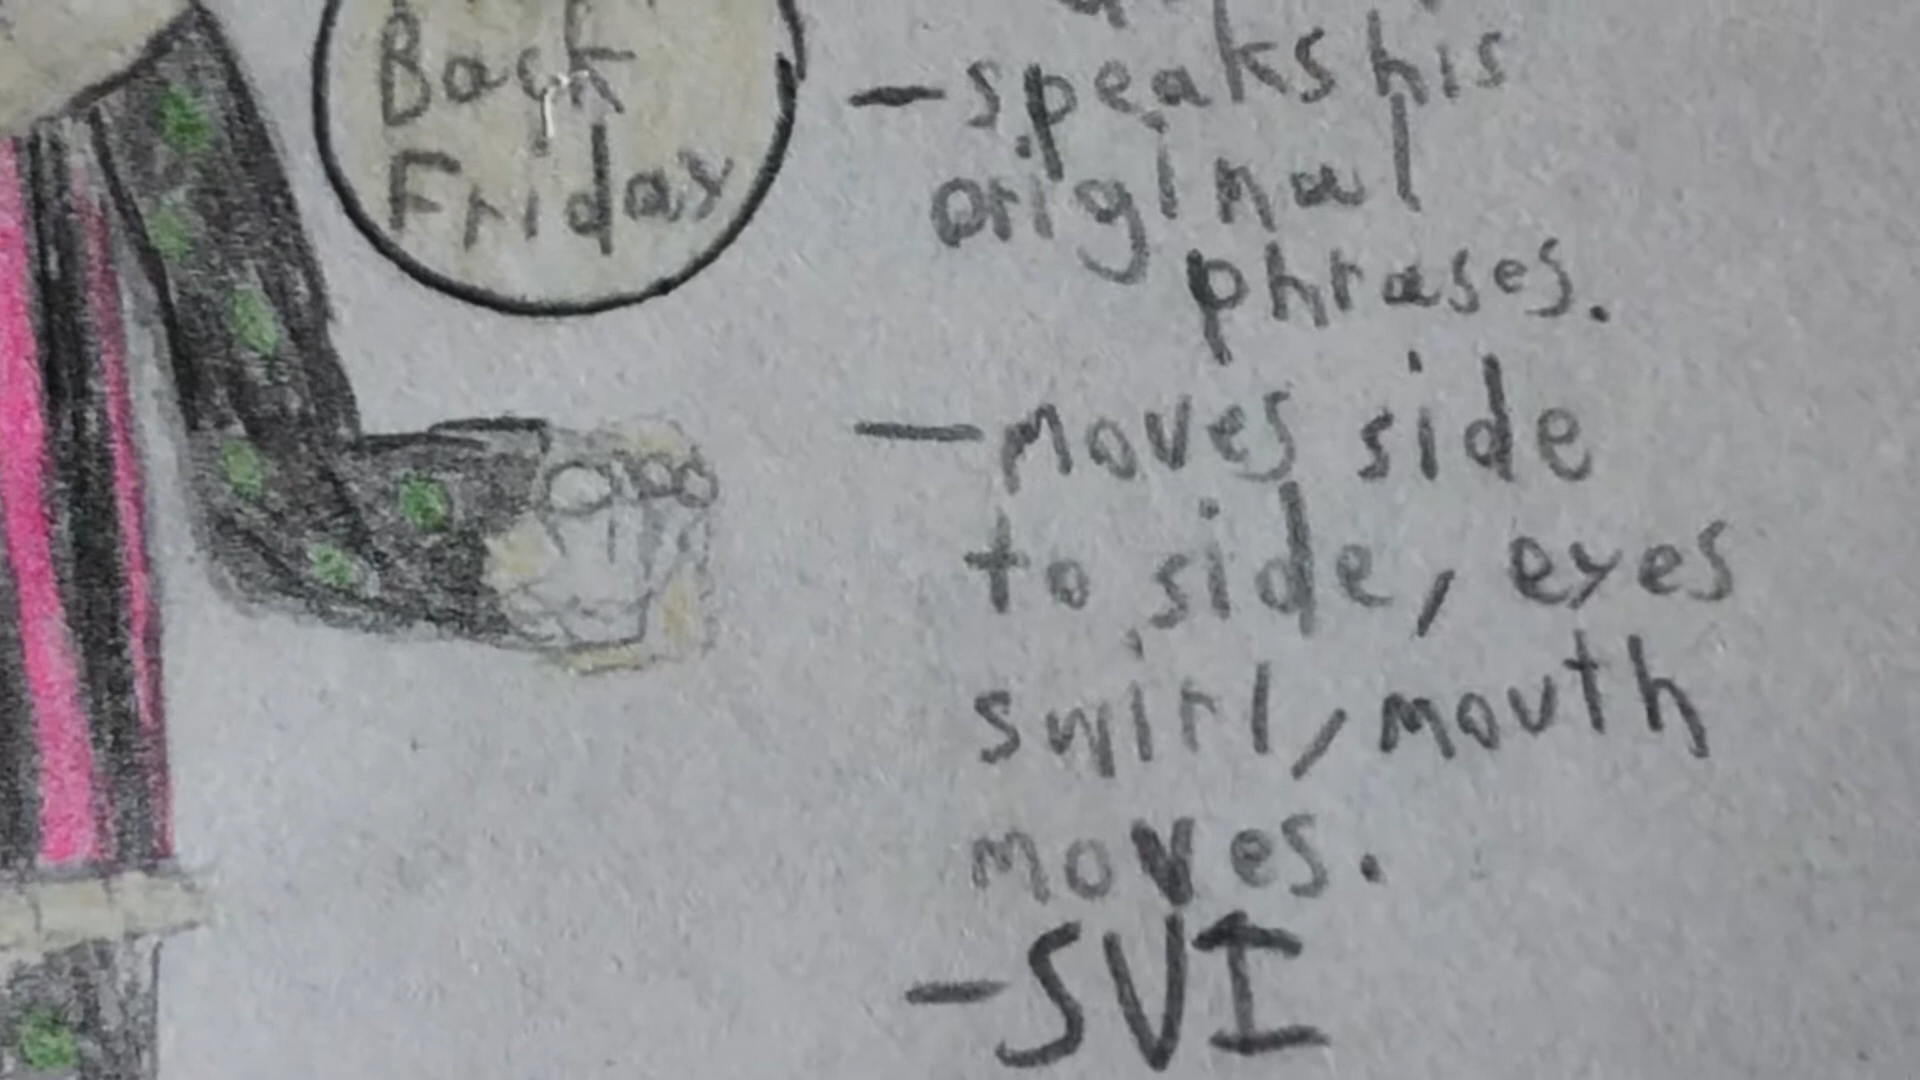 Back
Friday
- speaks his
original
phrases.
- moves side
to side, eyes
swirl, mouth
moves.
- SVI